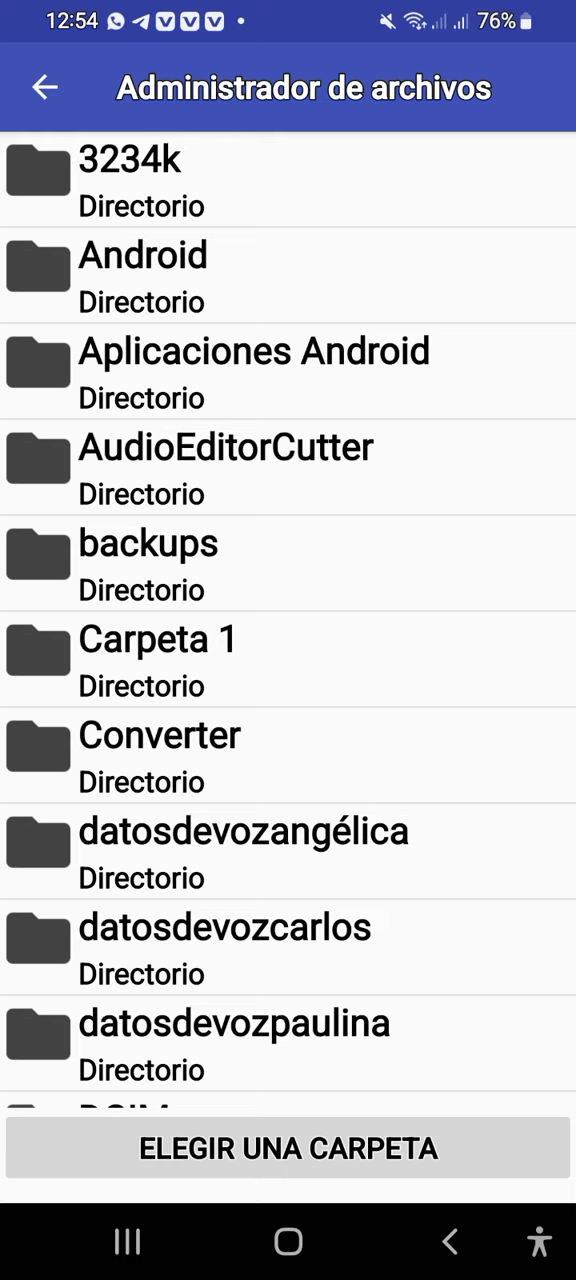 12:54
76%
Administrador de archivos
3234k
Directorio
Android
Directorio
Aplicaciones Android
Directorio
AudioEditorCutter
Directorio
backups
Directorio
Carpeta 1
Directorio
Converter
Directorio
datosdevozangélica
Directorio
datosdevozcarlos
Directorio
datosdevozpaulina
Directorio
ELEGIR UNA CARPETA